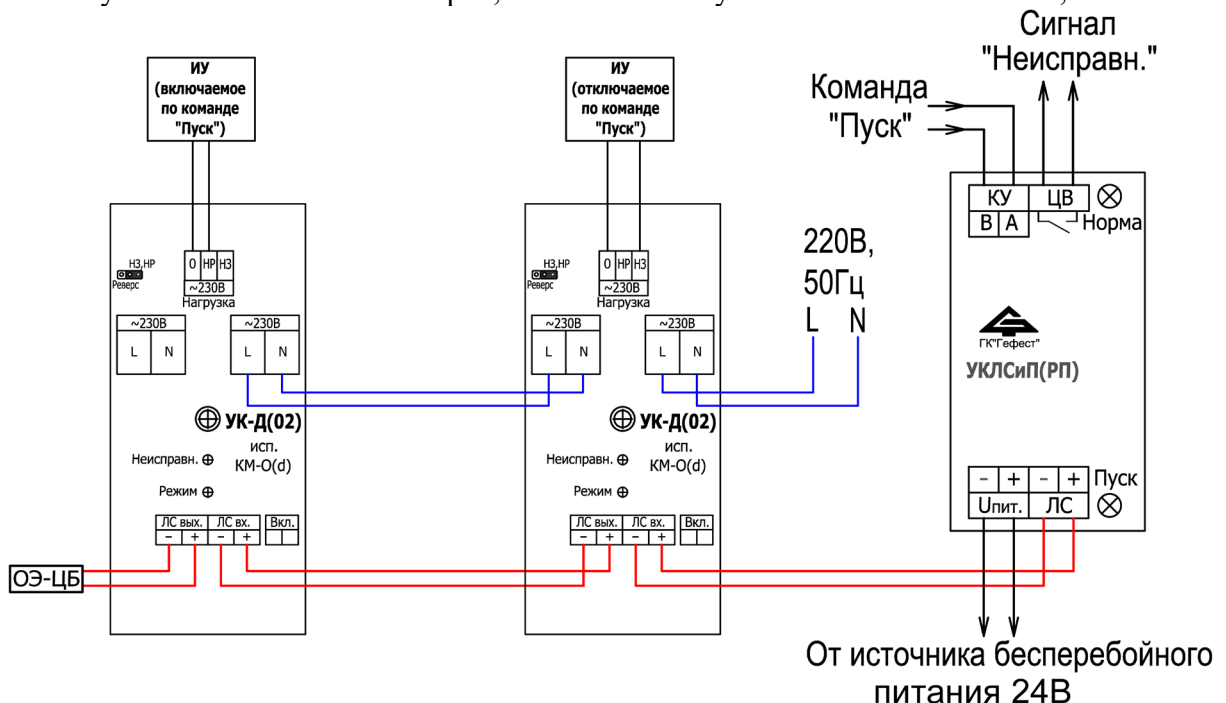 Сигнал
"Неисправн."
Команда
"Пуск"
ИУ
(включаемое
по команде
"Пуск")
ИУ
(отключаемое
по команде
"Пуск")
КУ ЦВ
В А Норма
220В,
50Гц
L N
НЗ,НР
Реверс
О НР НЗ
~230В
Нагрузка
НЗ,НР
Реверс
О НР НЗ
~230В
Нагрузка
~230В ~230В
L N L N
~230В ~230В
L N L N
ГК"Гефест"
УКЛСиП(РП)
УК-Д(02)
исп.
КМ-О(d)
Неисправн.
Режим
УК-Д(02)
исп.
КМ-О(d)
Неисправн.
Режим
- + - + Пуск
Uпит. ЛС
ЛС вых. ЛС вх. Вкл.
- + - +
ЛС вых. ЛС вх. Вкл.
- + - +
ОЭ-ЦБ
От источника бесперебойного
питания 24В